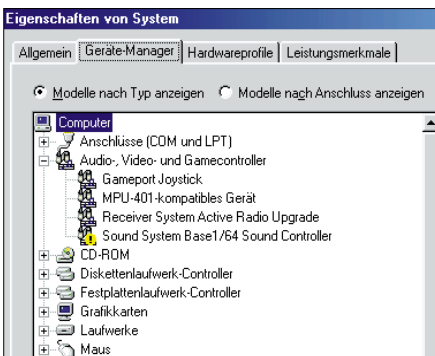 Eigenschaften von System
Allgemein Geräte-Manager Hardwareprofile Leistungsmerkmale
Modelle nach Typ anzeigen Modelle nach Anschluss anzeigen
Computer
Anschlüsse (COM und LPT)
Audio-, Video- und Gamecontroller
Gameport Joystick
MPU-401-kompatibles Gerät
Receiver System Active Radio Upgrade
Sound System Base1/64 Sound Controller
CD-ROM
Diskettenlaufwerk-Controller
Festplattenlaufwerk-Controller
Grafikkarten
Laufwerke
Maus